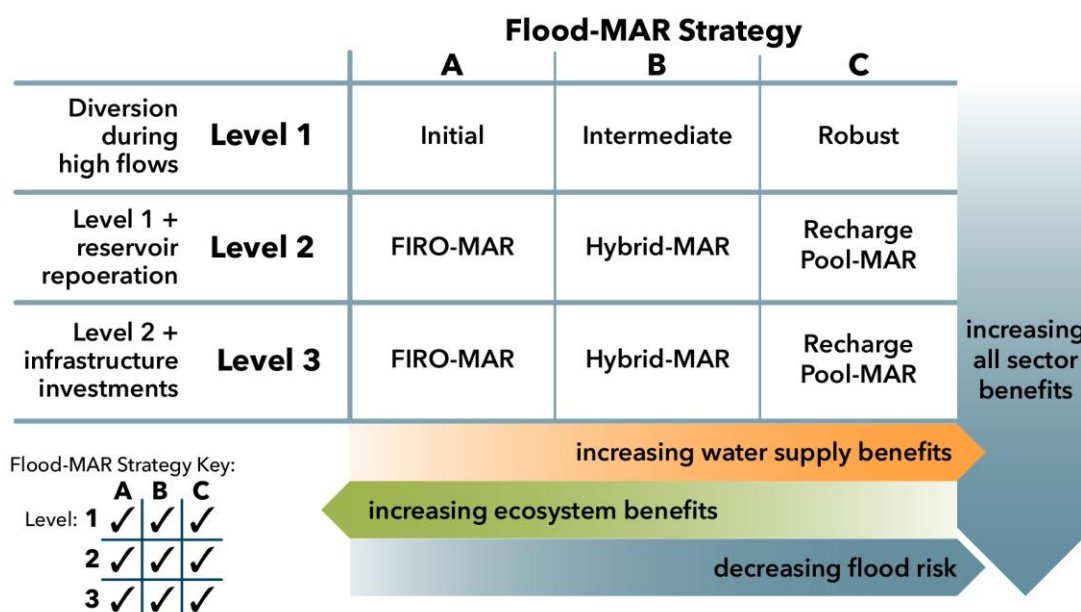 Flood-MAR Strategy
A B C
Diversion
during
high flows
Level 1
Initial
Intermediate
Robust
Level 1 +
reservoir
repoeration
Level 2
FIRO-MAR
Hybrid-MAR
Recharge
Pool-MAR
Level 2 +
infrastructure
investments
Level 3
FIRO-MAR
Hybrid-MAR
Recharge
Pool-MAR
increasing
all sector
benefits
increasing water supply benefits
increasing ecosystem benefits
decreasing flood risk
Flood-MAR Strategy Key:
A B C
Level: 1 ✓ ✓ ✓
2 ✓ ✓ ✓
3 ✓ ✓ ✓